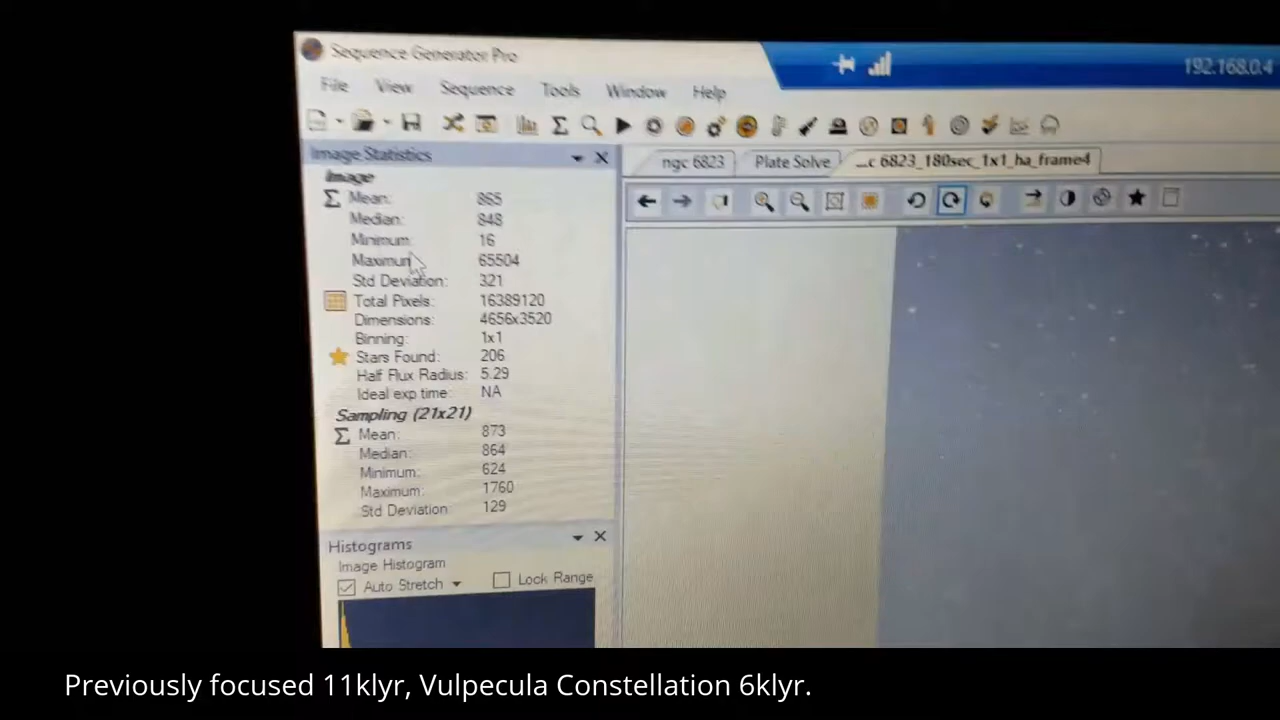 Sequence Generator Pro
192.168.0.4
File View Sequence Tools Window Help
Image Statistics
ngc 6823 Plate Solve ...c 6823_180sec_1x1_ha_frame4
Image
Mean: 865
Median: 848
Minimum: 16
Maximum 65504
Std Deviation: 321
Total Pixels: 16389120
Dimensions: 4656x3520
Binning: 1x1
Stars Found: 206
Half Flux Radius: 5.29
Ideal exp time: NA
Sampling (21x21)
Mean: 873
Median: 864
Minimum: 624
Maximum: 1760
Std Deviation: 129
Histograms
Image Histogram
Auto Stretch Lock Range
Previously focused 11klyr, Vulpecula Constellation 6klyr.